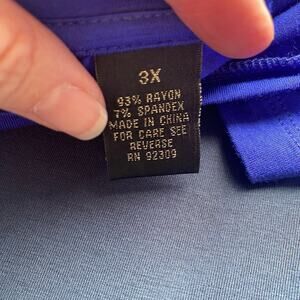 3X
93% RAYON
7% SPANDEX
MADE IN CHINA
FOR CARE SEE
REVERSE
RN 92309